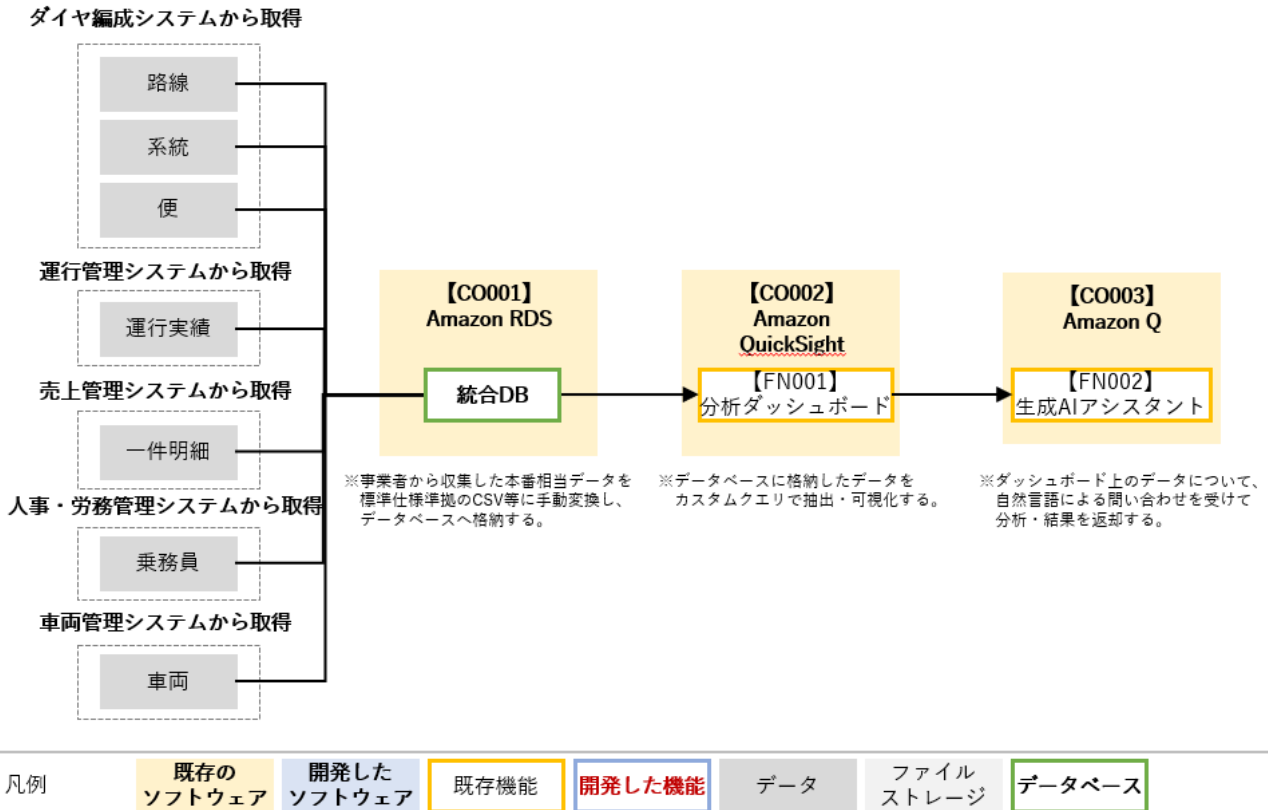 ダイヤ編成システムから取得
路線
系統
便
運行管理システムから取得
運行実績
売上管理システムから取得
一件明細
人事・労務管理システムから取得
乗務員
車両管理システムから取得
車両
【CO001】
Amazon RDS
統合DB
※事業者から収集した本番相当データを
標準仕様準拠のCSV等に手動変換し、
データベースへ格納する。
【CO002】
Amazon
QuickSight
【FN001】
分析ダッシュボード
※データベースに格納したデータを
カスタムクエリで抽出・可視化する。
【CO003】
Amazon Q
【FN002】
生成AIアシスタント
※ダッシュボード上のデータについて、
自然言語による問い合わせを受けて
分析・結果を返却する。
凡例
既存の
ソフトウェア
開発した
ソフトウェア
既存機能
開発した機能
データ
ファイル
ストレージ
データベース